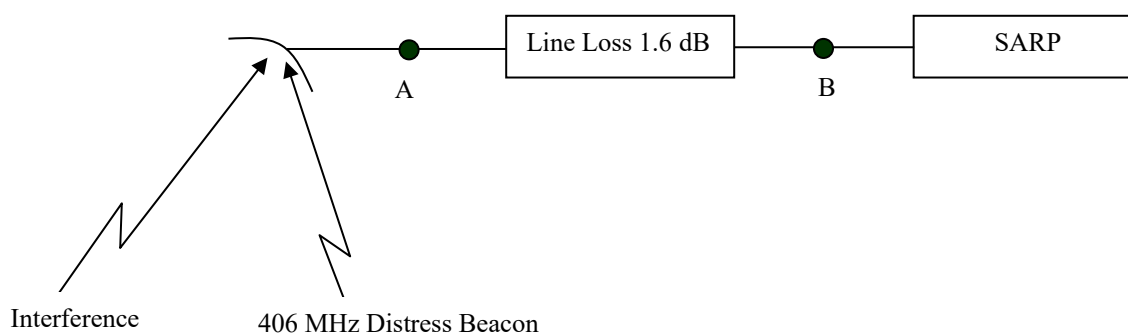 Line Loss 1.6 dB
SARP
A
B
Interference
406 MHz Distress Beacon